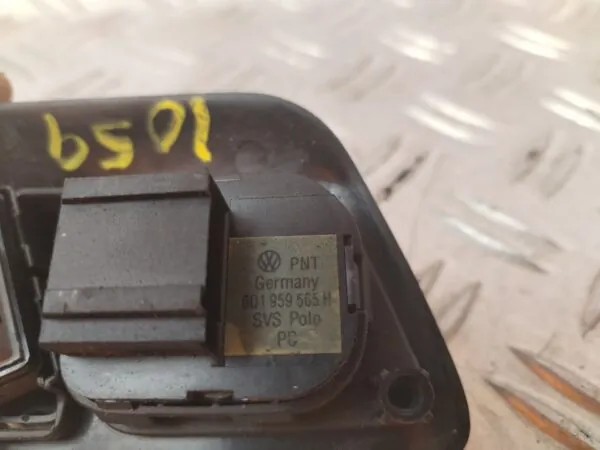 1059
PNT
Germany
6Q1 959 565 H
SVS Polo
PC